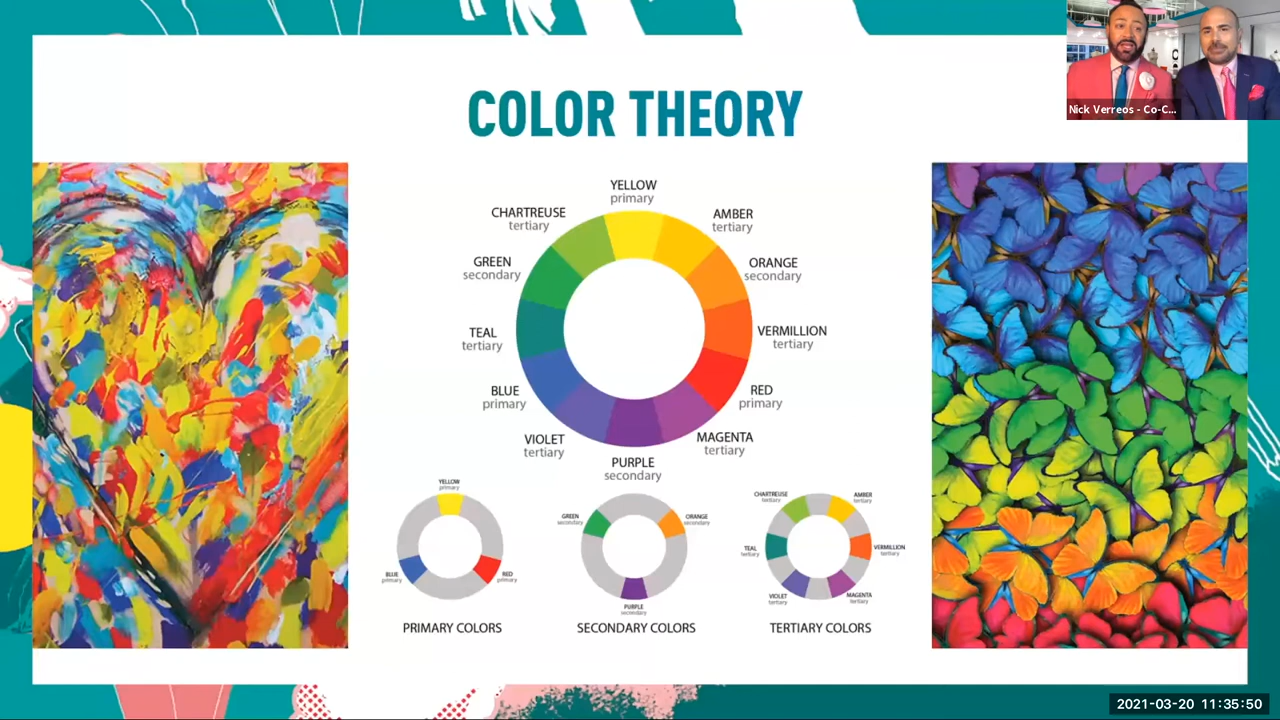 Nick Verreos - Co-C...
COLOR THEORY
YELLOW
primary
CHARTREUSE
tertiary
AMBER
tertiary
GREEN
secondary
ORANGE
secondary
TEAL
tertiary
VERMILLION
tertiary
BLUE
primary
RED
primary
VIOLET
tertiary
MAGENTA
tertiary
PURPLE
secondary
YELLOW
primary
BLUE
primary
RED
primary
PRIMARY COLORS
GREEN
secondary
ORANGE
secondary
PURPLE
secondary
SECONDARY COLORS
CHARTREUSE
tertiary
AMBER
tertiary
TEAL
tertiary
VERMILLION
tertiary
VIOLET
tertiary
MAGENTA
tertiary
TERTIARY COLORS
2021-03-20 11:35:50